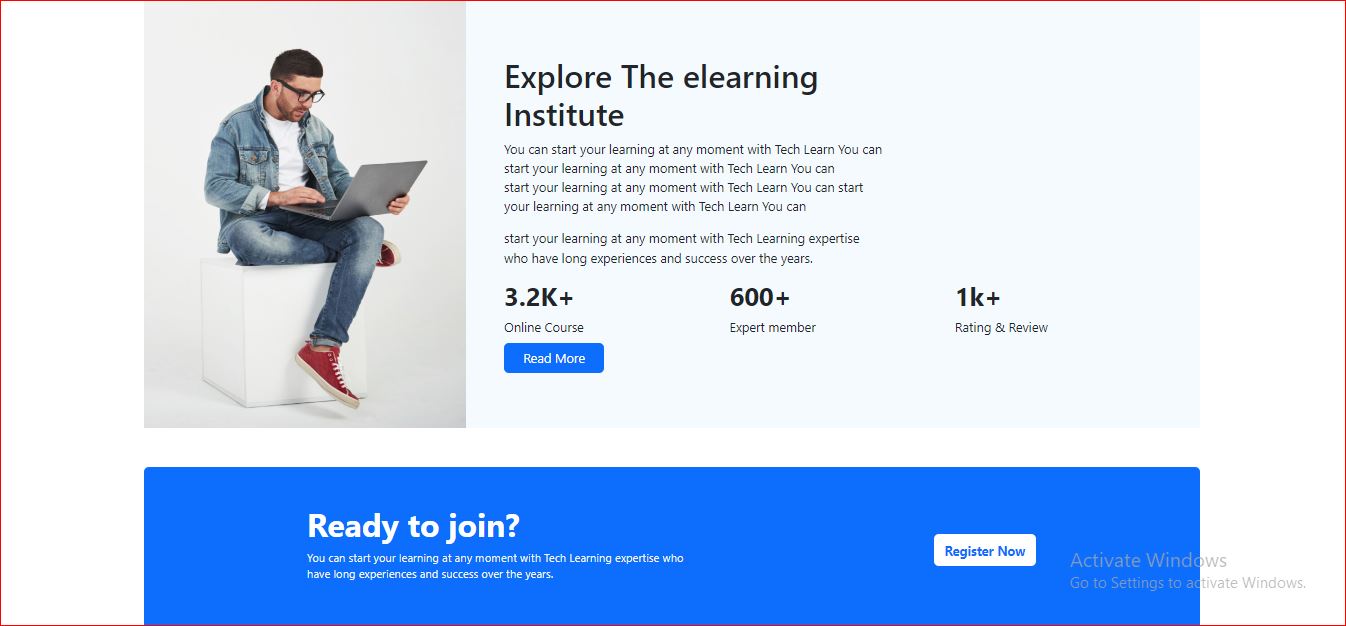 Explore The elearning
Institute
You can start your learning at any moment with Tech Learn You can
start your learning at any moment with Tech Learn You can
start your learning at any moment with Tech Learn You can start
your learning at any moment with Tech Learn You can
start your learning at any moment with Tech Learning expertise
who have long experiences and success over the years.
3.2K+ 600+ 1k+
Online Course Expert member Rating & Review
Read More
Ready to join?
You can start your learning at any moment with Tech Learning expertise who
have long experiences and success over the years.
Register Now
Activate Windows
Go to Settings to activate Windows.